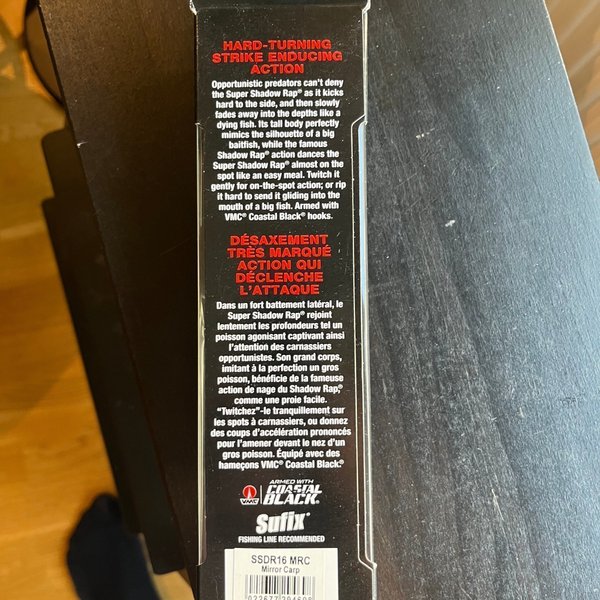 HARD-TURNING
STRIKE ENDUCING
ACTION
Opportunistic predators can't deny
the Super Shadow Rap® as it kicks
hard to the side, and then slowly
fades away into the depths like a
dying fish. Its tall body perfectly
mimics the silhouette of a big
baitfish, while the famous
Shadow Rap® action dances the
Super Shadow Rap® almost on the
spot like an easy meal. Twitch it
gently for on-the-spot action; or rip
it hard to send it gliding into the
mouth of a big fish. Armed with
VMC® Coastal Black® hooks.
DÉSAXEMENT
TRÈS MARQUÉ
ACTION QUI
DÉCLENCHE
L'ATTAQUE
Dans un fort battement latéral, le
Super Shadow Rap® rejoint
lentement les profondeurs tel un
poisson agonisant captivant ainsi
l'attention des carnassiers
opportunistes. Son grand corps,
imitant à la perfection un gros
poisson, bénéficie de la fameuse
action de nage du Shadow Rap®,
comme une proie facile.
"Twitchez"-le tranquillement sur
les spots à carnassiers, ou donnez
des coups d'accélération prononcés
pour l'amener devant le nez d'un
gros poisson. Équipé avec des
hameçons VMC® Coastal Black®.
ARMED WITH
VMC COASTAL
BLACK®
Sufix®
FISHING LINE RECOMMENDED
SSDR16 MRC
Mirror Carp